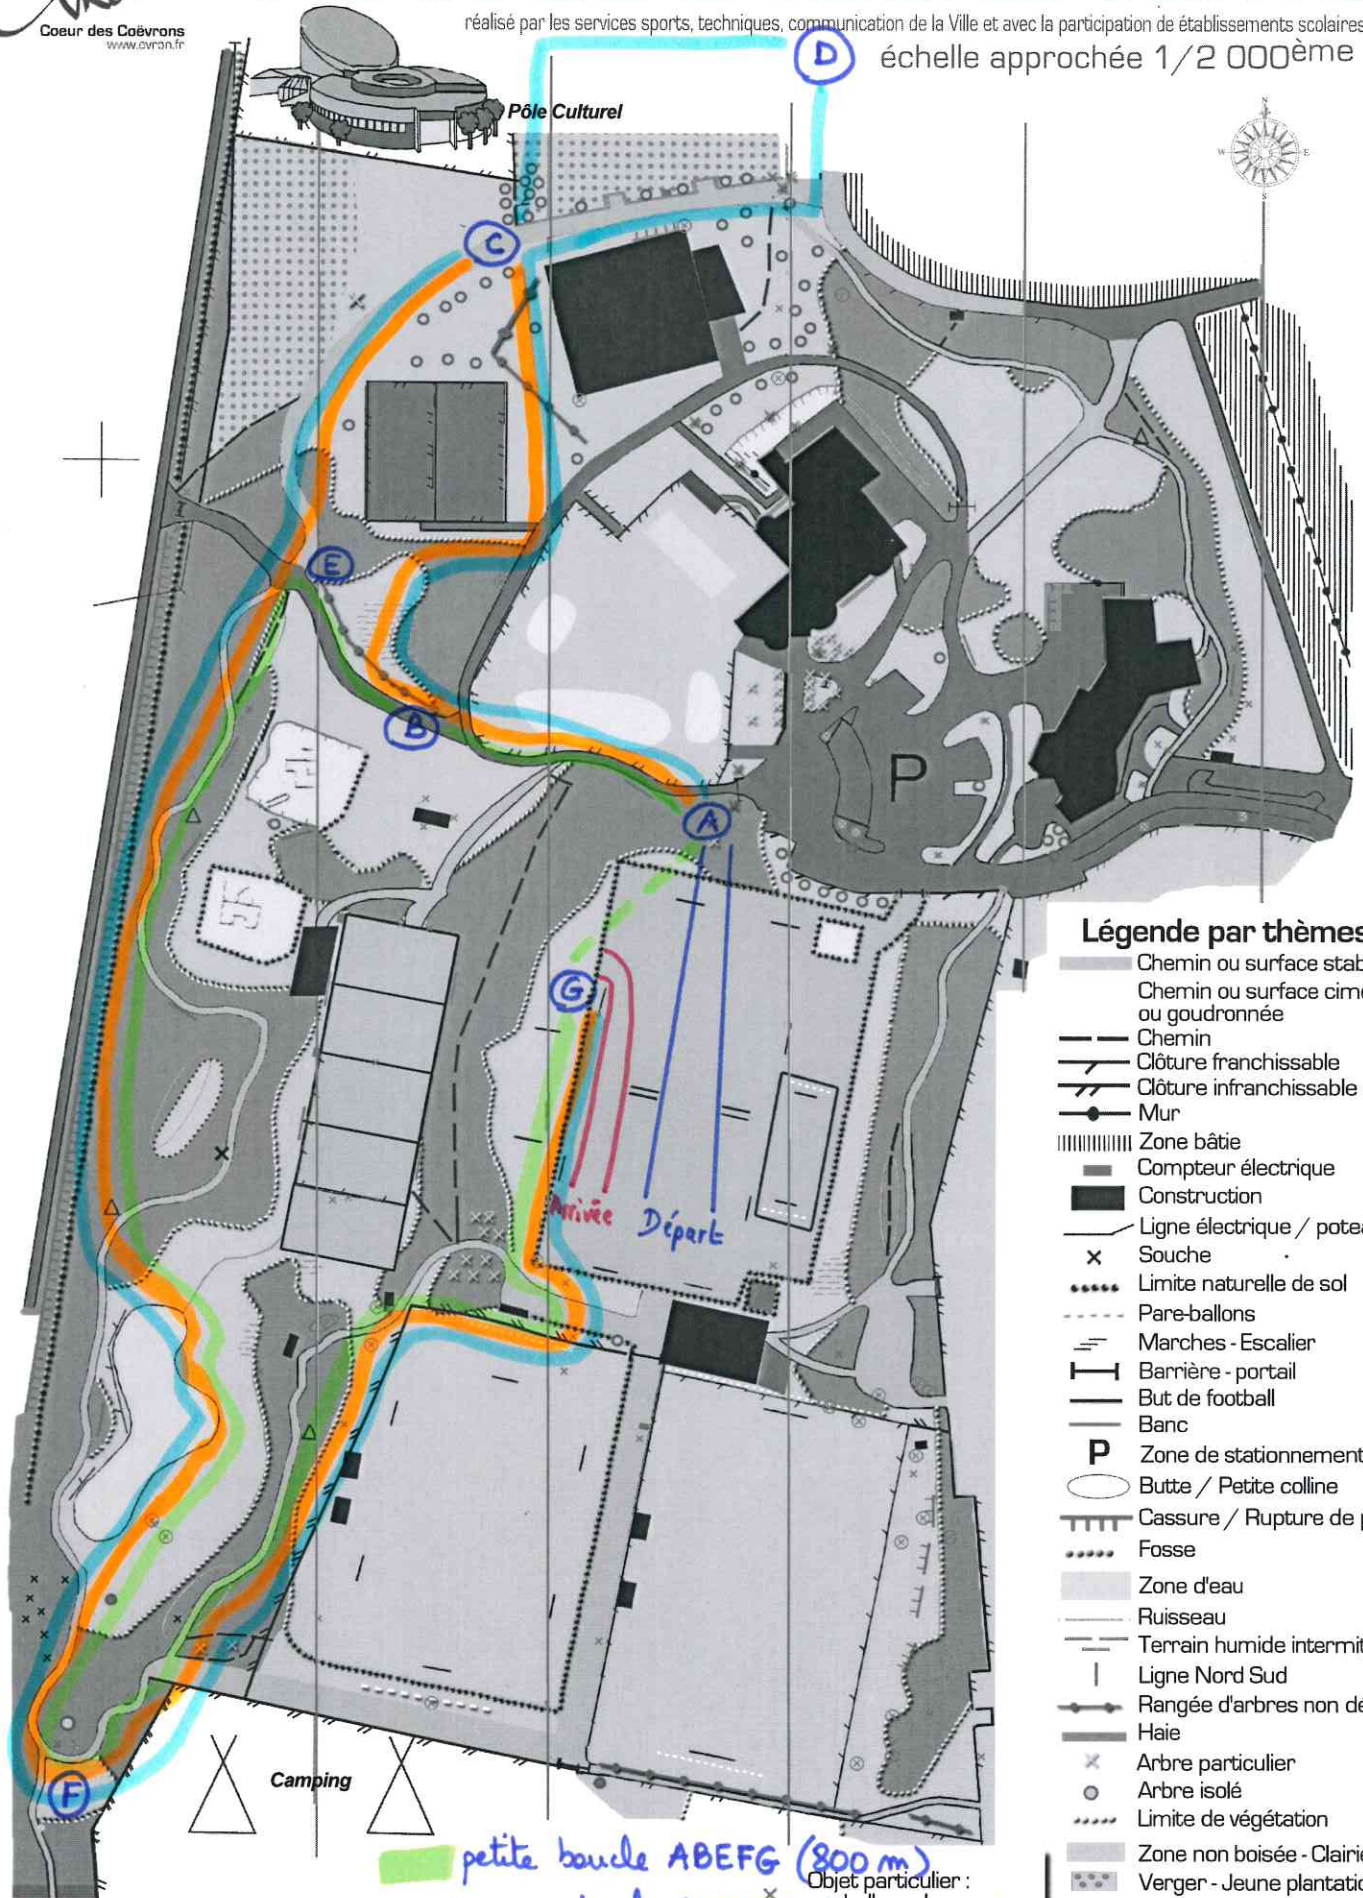 Coeur des Coëvrons
www.evron.fr
réalisé par les services sports, techniques, communication de la Ville et avec la participation de établissements scolaires
échelle approchée 1/2 000ème
D
Pôle Culturel
N
W E
S
C
E
B
P
A
G
Arrivée
Départ
F
Camping
Légende par thèmes
Chemin ou surface stab
Chemin ou surface cime
ou goudronnée
Chemin
Clôture franchissable
Clôture infranchissable
Mur
Zone bâtie
Compteur électrique
Construction
Ligne électrique / potea
Souche
Limite naturelle de sol
Pare-ballons
Marches - Escalier
Barrière - portail
But de football
Banc
P Zone de stationnement
Butte / Petite colline
Cassure / Rupture de p
Fosse
Zone d'eau
Ruisseau
Terrain humide intermit
Ligne Nord Sud
Rangée d'arbres non dé
Haie
Arbre particulier
Arbre isolé
Limite de végétation
Zone non boisée - Clairiè
Verger - Jeune plantatio
petite boucle ABEFG (800 m)
Objet particulier :